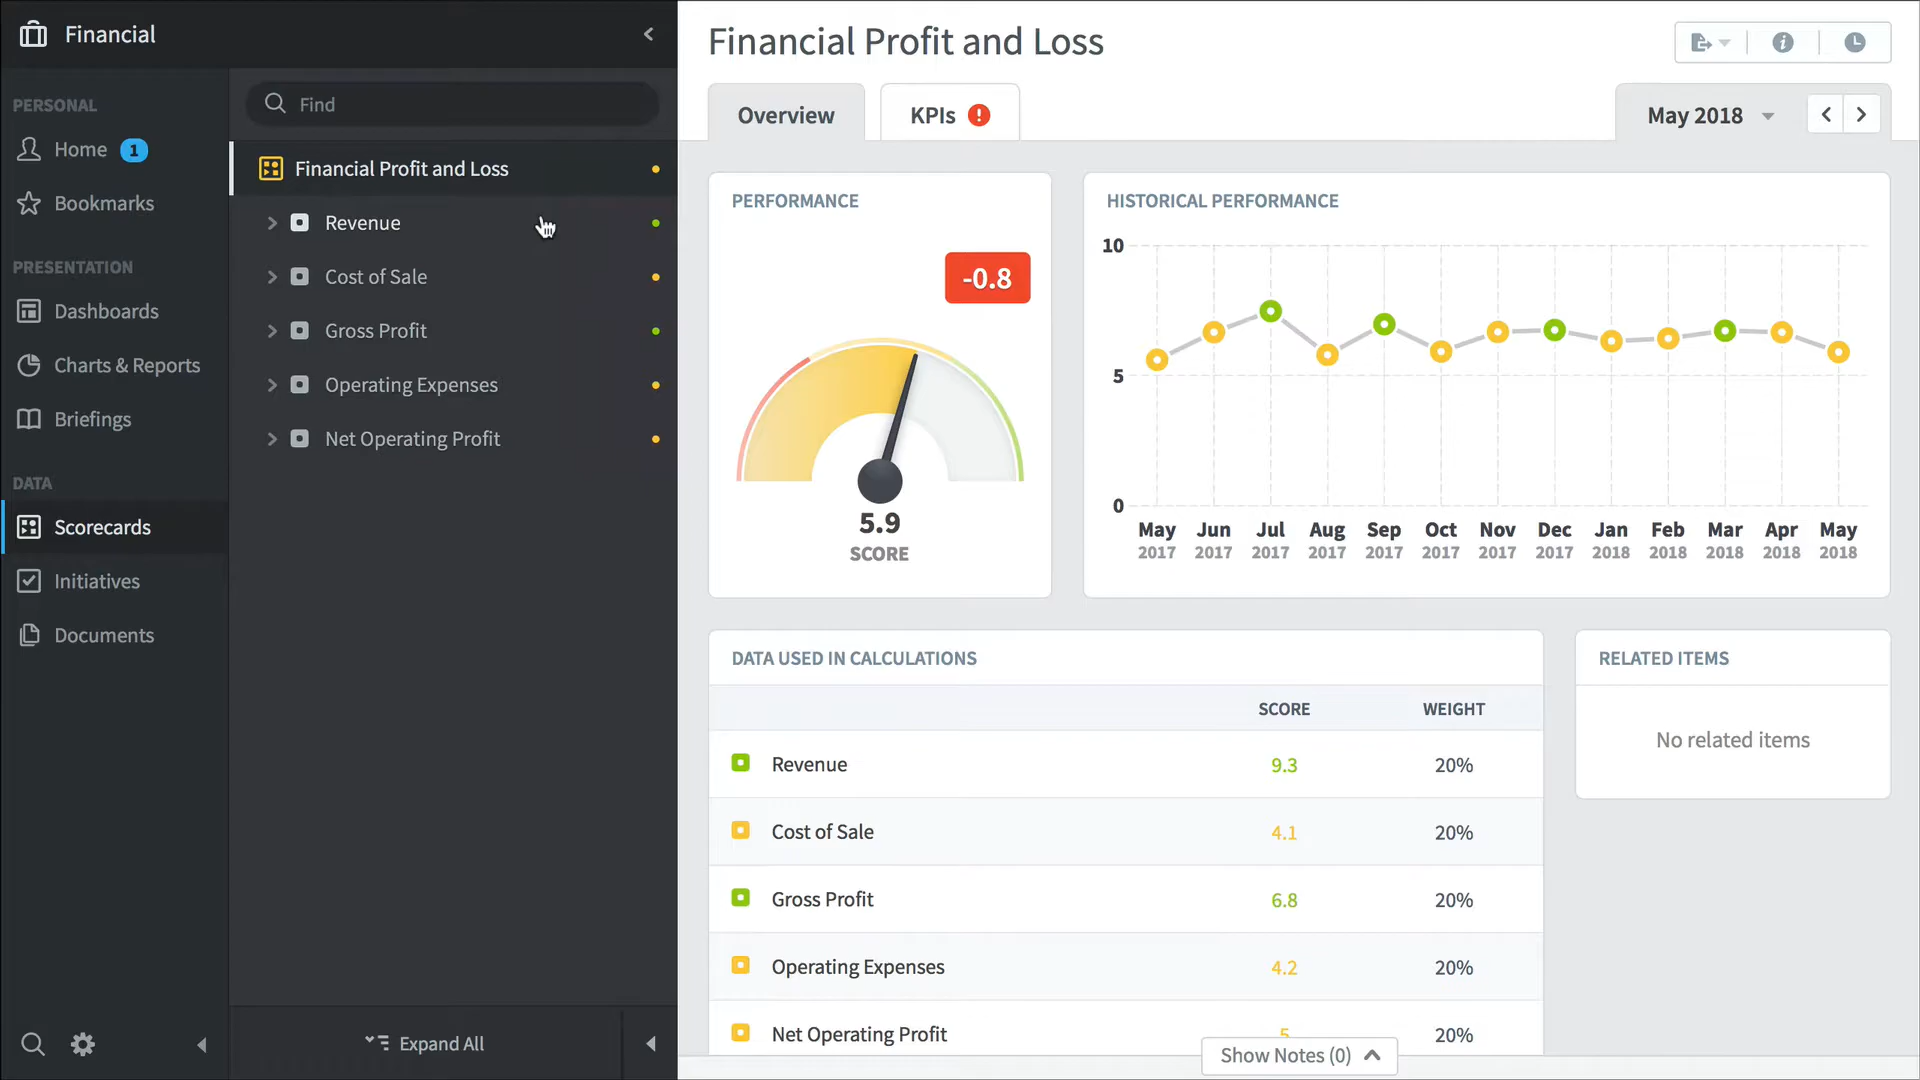 Financial
PERSONAL
Home 1
Bookmarks
PRESENTATION
Dashboards
Charts & Reports
Briefings
DATA
Scorecards
Initiatives
Documents
Find
Financial Profit and Loss
Revenue
Cost of Sale
Gross Profit
Operating Expenses
Net Operating Profit
Expand All
Financial Profit and Loss
Overview
KPIs !
May 2018
PERFORMANCE
-0.8
5.9
SCORE
HISTORICAL PERFORMANCE
10
5
0
May Jun Jul Aug Sep Oct Nov Dec Jan Feb Mar Apr May
2017 2017 2017 2017 2017 2017 2017 2017 2018 2018 2018 2018 2018
DATA USED IN CALCULATIONS
SCORE WEIGHT
Revenue 9.3 20%
Cost of Sale 4.1 20%
Gross Profit 6.8 20%
Operating Expenses 4.2 20%
Net Operating Profit 5 20%
Show Notes (0)
RELATED ITEMS
No related items